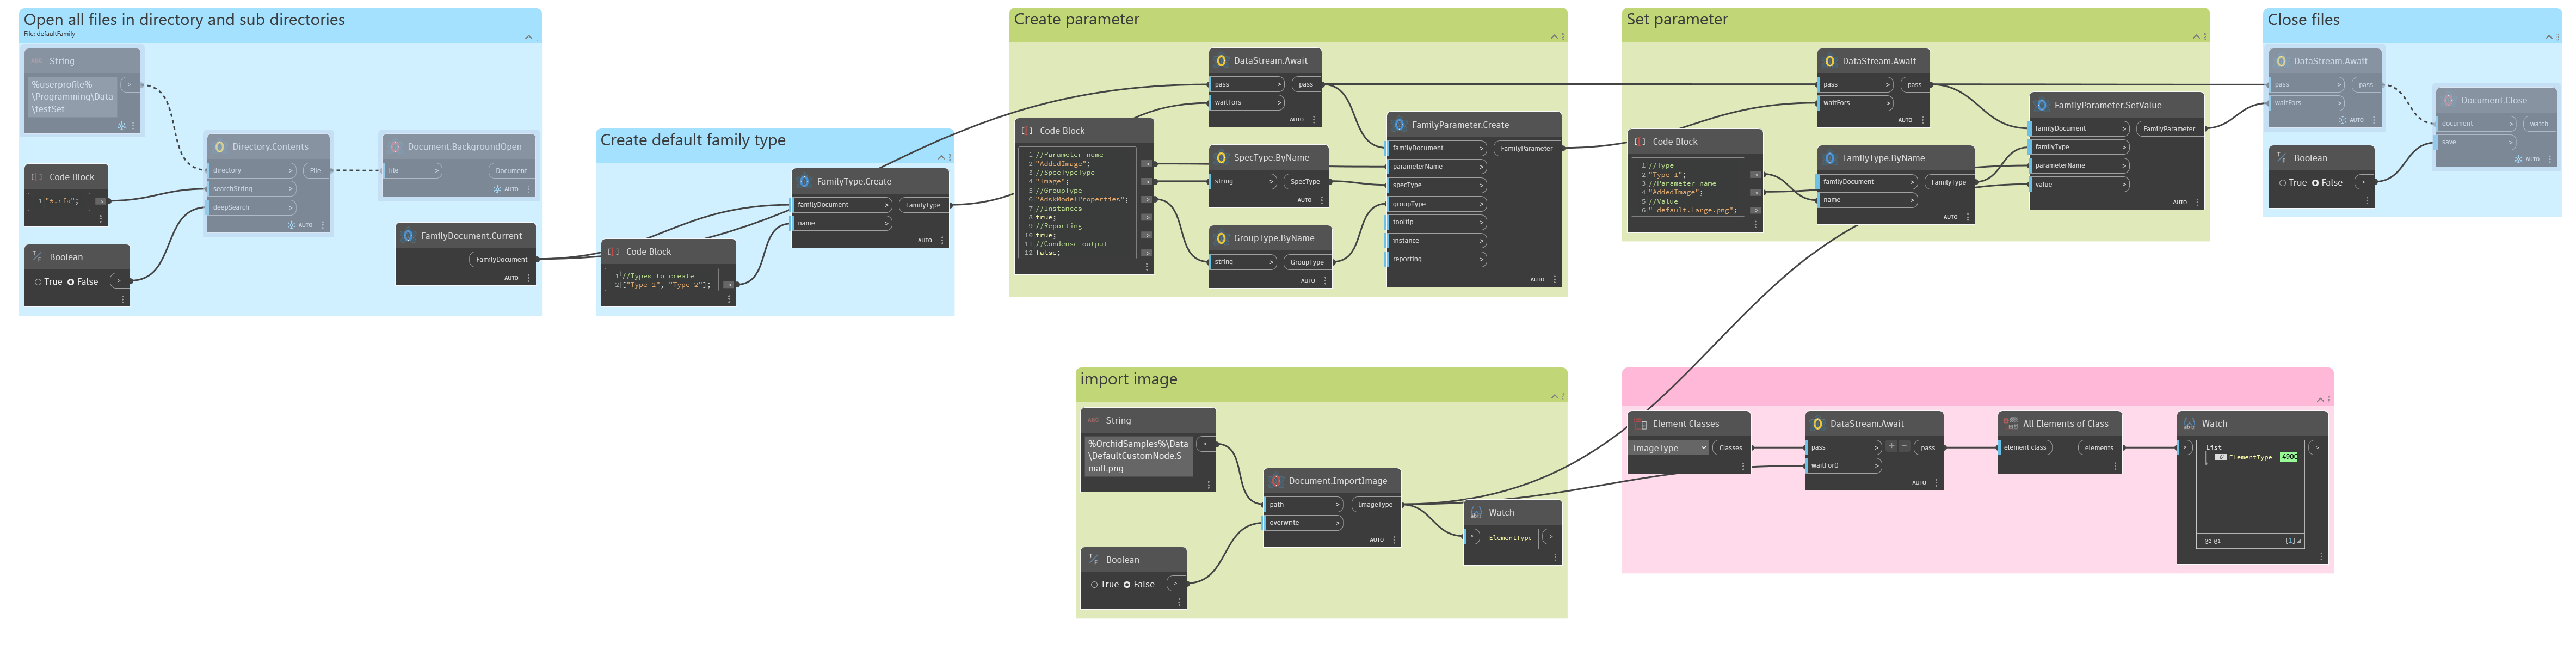 Open all files in directory and sub directories
File: defaultFamily
String
%userprofile%
\Programming\Data
\testSet
>
Code Block
1 "*.rfa";
>
Boolean
True False
>
Directory.Contents
directory >
File
searchString >
deepSearch >
AUTO
Document.BackgroundOpen
file >
Document
AUTO
FamilyDocument.Current
FamilyDocument
AUTO
Create default family type
Code Block
1 //Types to create
2 ["Type 1", "Type 2"];
>
FamilyType.Create
familyDocument >
FamilyType
name >
AUTO
Create parameter
Code Block
1 //Parameter name
2 "AddedImage";
3 //SpecTypeType
4 "Image";
5 //GroupType
6 "AdskModelProperties";
7 //Instances
8 true;
9 //Reporting
10 true;
11 //Condense output
12 false;
DataStream.Await
pass >
pass
waitFors >
AUTO
SpecType.ByName
string >
SpecType
AUTO
GroupType.ByName
string >
GroupType
AUTO
FamilyParameter.Create
familyDocument >
FamilyParameter
parameterName >
specType >
groupType >
tooltip >
instance >
reporting >
AUTO
Set parameter
Code Block
1 //Type
2 "Type 1";
3 //Parameter name
4 "AddedImage";
5 //Value
6 "_default.Large.png";
DataStream.Await
pass >
pass
waitFors >
AUTO
FamilyType.ByName
familyDocument >
FamilyType
name >
AUTO
FamilyParameter.SetValue
familyDocument >
FamilyParameter
familyType >
parameterName >
value >
AUTO
Close files
DataStream.Await
pass >
pass
waitFors >
AUTO
Boolean
True False
>
Document.Close
document >
watch
save >
AUTO
import image
String
%OrchidSamples%\Data
\DefaultCustomNode.S
mall.png
>
Boolean
True False
>
Document.ImportImage
path >
ImageType
overwrite >
AUTO
Watch
> ElementType >
Element Classes
ImageType
Classes
DataStream.Await
pass >
+ −
pass
waitFor0 >
AUTO
All Elements of Class
element class
elements
Watch
>
List
0 ElementType 4900
@2 @1 {1}
>